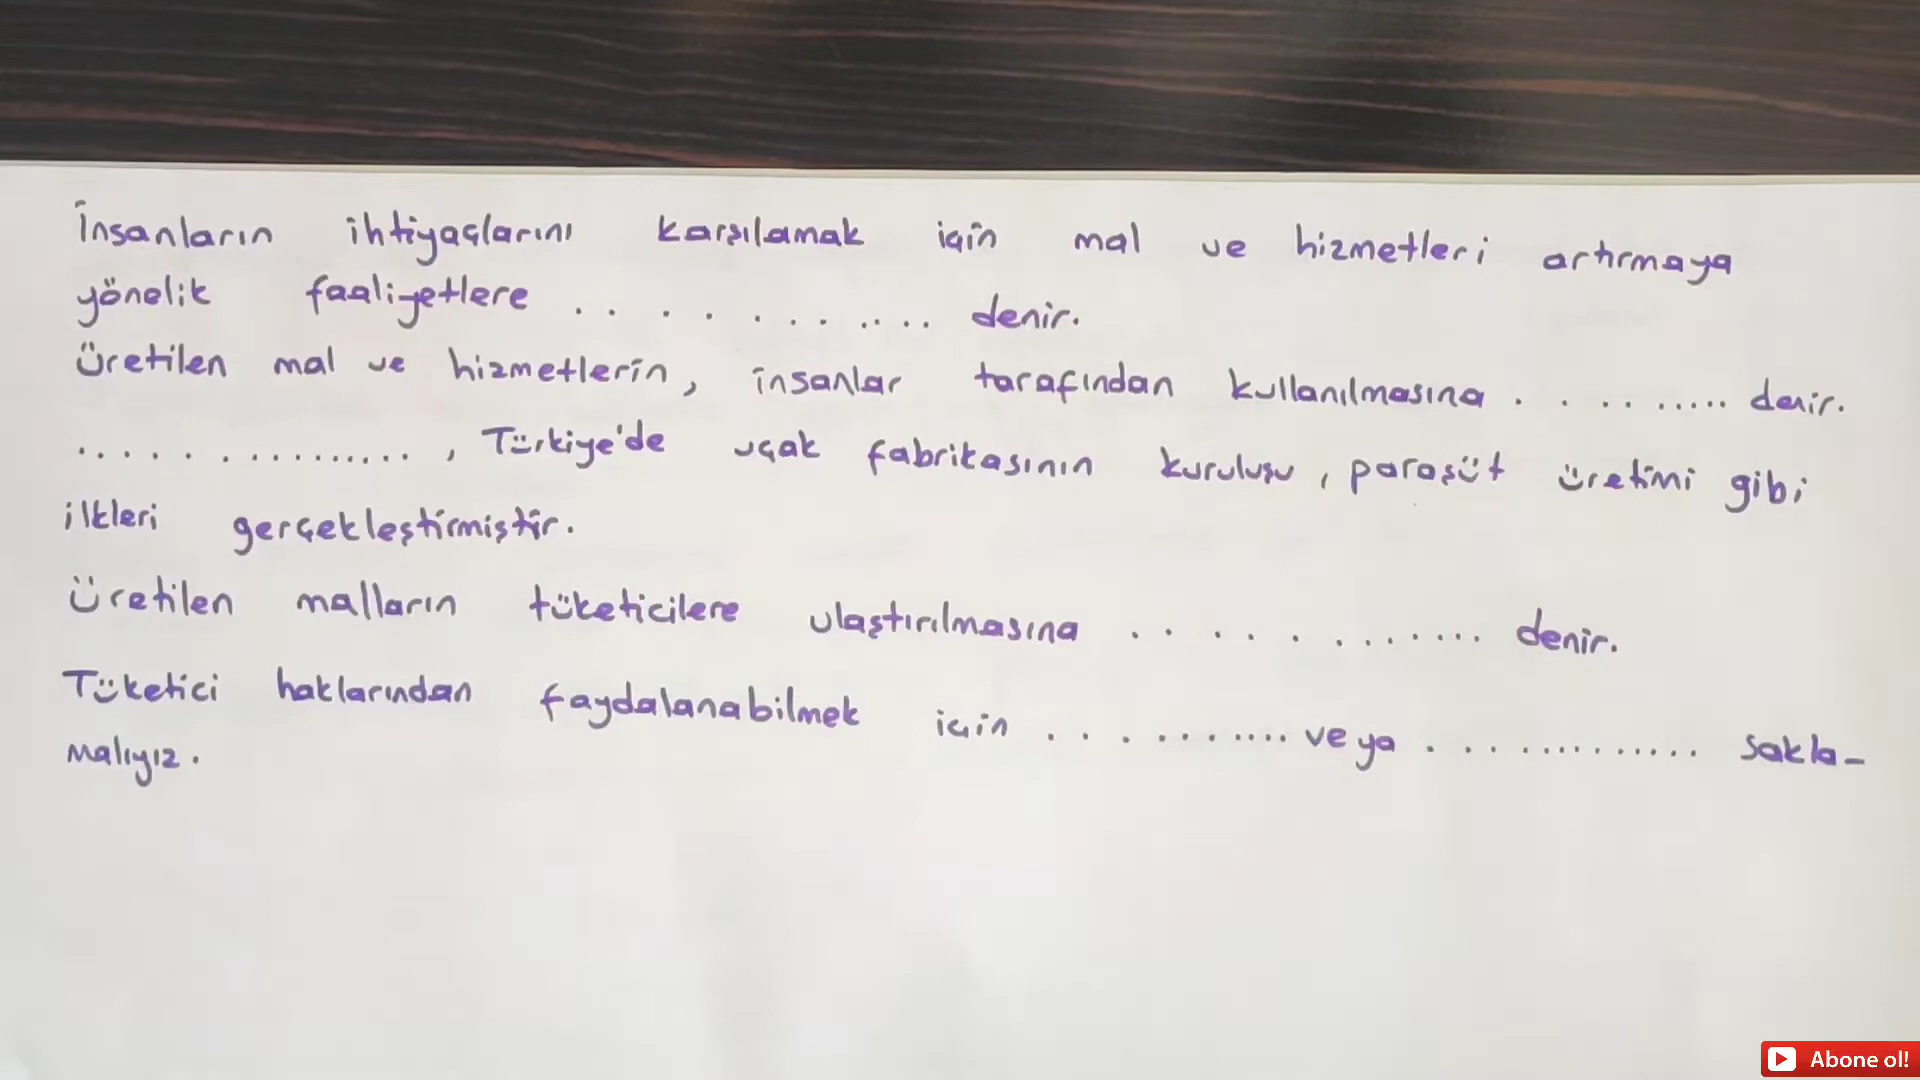 İnsanların ihtiyaçlarını karşılamak için mal ve hizmetleri artırmaya
yönelik faaliyetlere . . . . . . . . . . . . denir.
Üretilen mal ve hizmetlerin, insanlar tarafından kullanılmasına . . . . ...... denir.
. . . . . . . . . . . . . . . , Türkiye'de uçak fabrikasının kuruluşu, paraşüt üretimi gibi
ilkleri gerçekleştirmiştir.
Üretilen malların tüketicilere ulaştırılmasına . . . . . . . . . . . . denir.
Tüketici haklarından faydalanabilmek için . . . . . . . . . . . veya . . . . . . . . . . . . . sakla-
malıyız.
Abone ol!